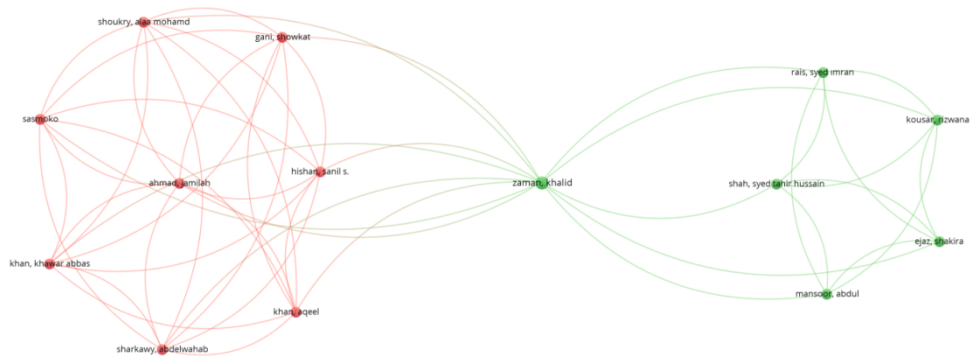 shoukry, alaa mohamd
gani, showkat
rais, syed imran
sasmoko
kousar, rizwana
hishan, sanil s.
ahmad, jamilah
zaman, khalid
shah, syed tahir hussain
ejaz, shakira
khan, khawar abbas
mansoor, abdul
khan, aqeel
sharkawy, abdelwahab